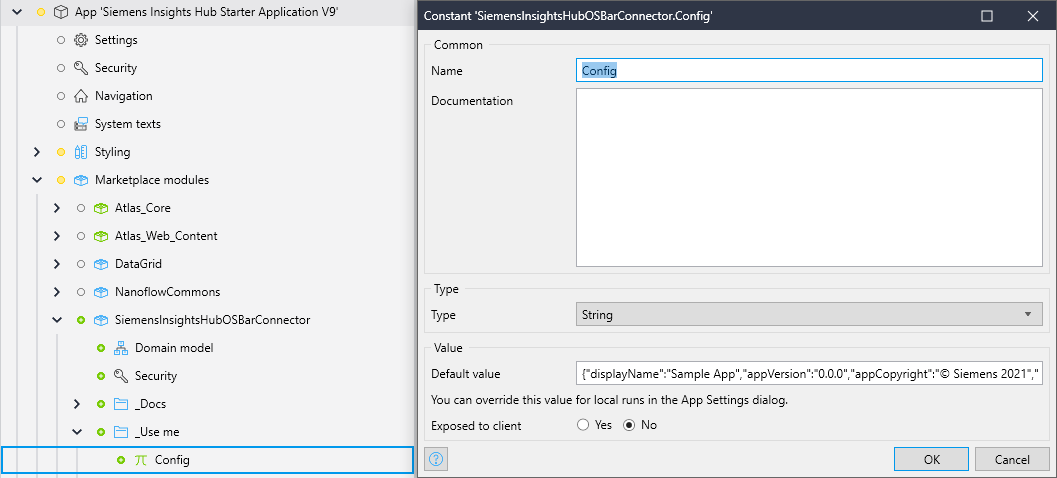 App 'Siemens Insights Hub Starter Application V9'
Settings
Security
Navigation
System texts
Styling
Marketplace modules
Atlas_Core
Atlas_Web_Content
DataGrid
NanoflowCommons
SiemensInsightsHubOSBarConnector
Domain model
Security
_Docs
_Use me
Config
Constant 'SiemensInsightsHubOSBarConnector.Config'
Common
Name
Config
Documentation
Type
Type
String
Value
Default value
{"displayName":"Sample App","appVersion":"0.0.0","appCopyright":"© Siemens 2021","
You can override this value for local runs in the App Settings dialog.
Exposed to client
Yes
No
?
OK
Cancel